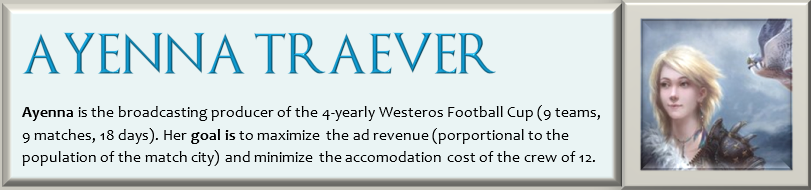 AYENNA TRAEVER
Ayenna is the broadcasting producer of the 4-yearly Westeros Football Cup (9 teams,
9 matches, 18 days). Her goal is to maximize the ad revenue (porportional to the
population of the match city) and minimize the accomodation cost of the crew of 12.